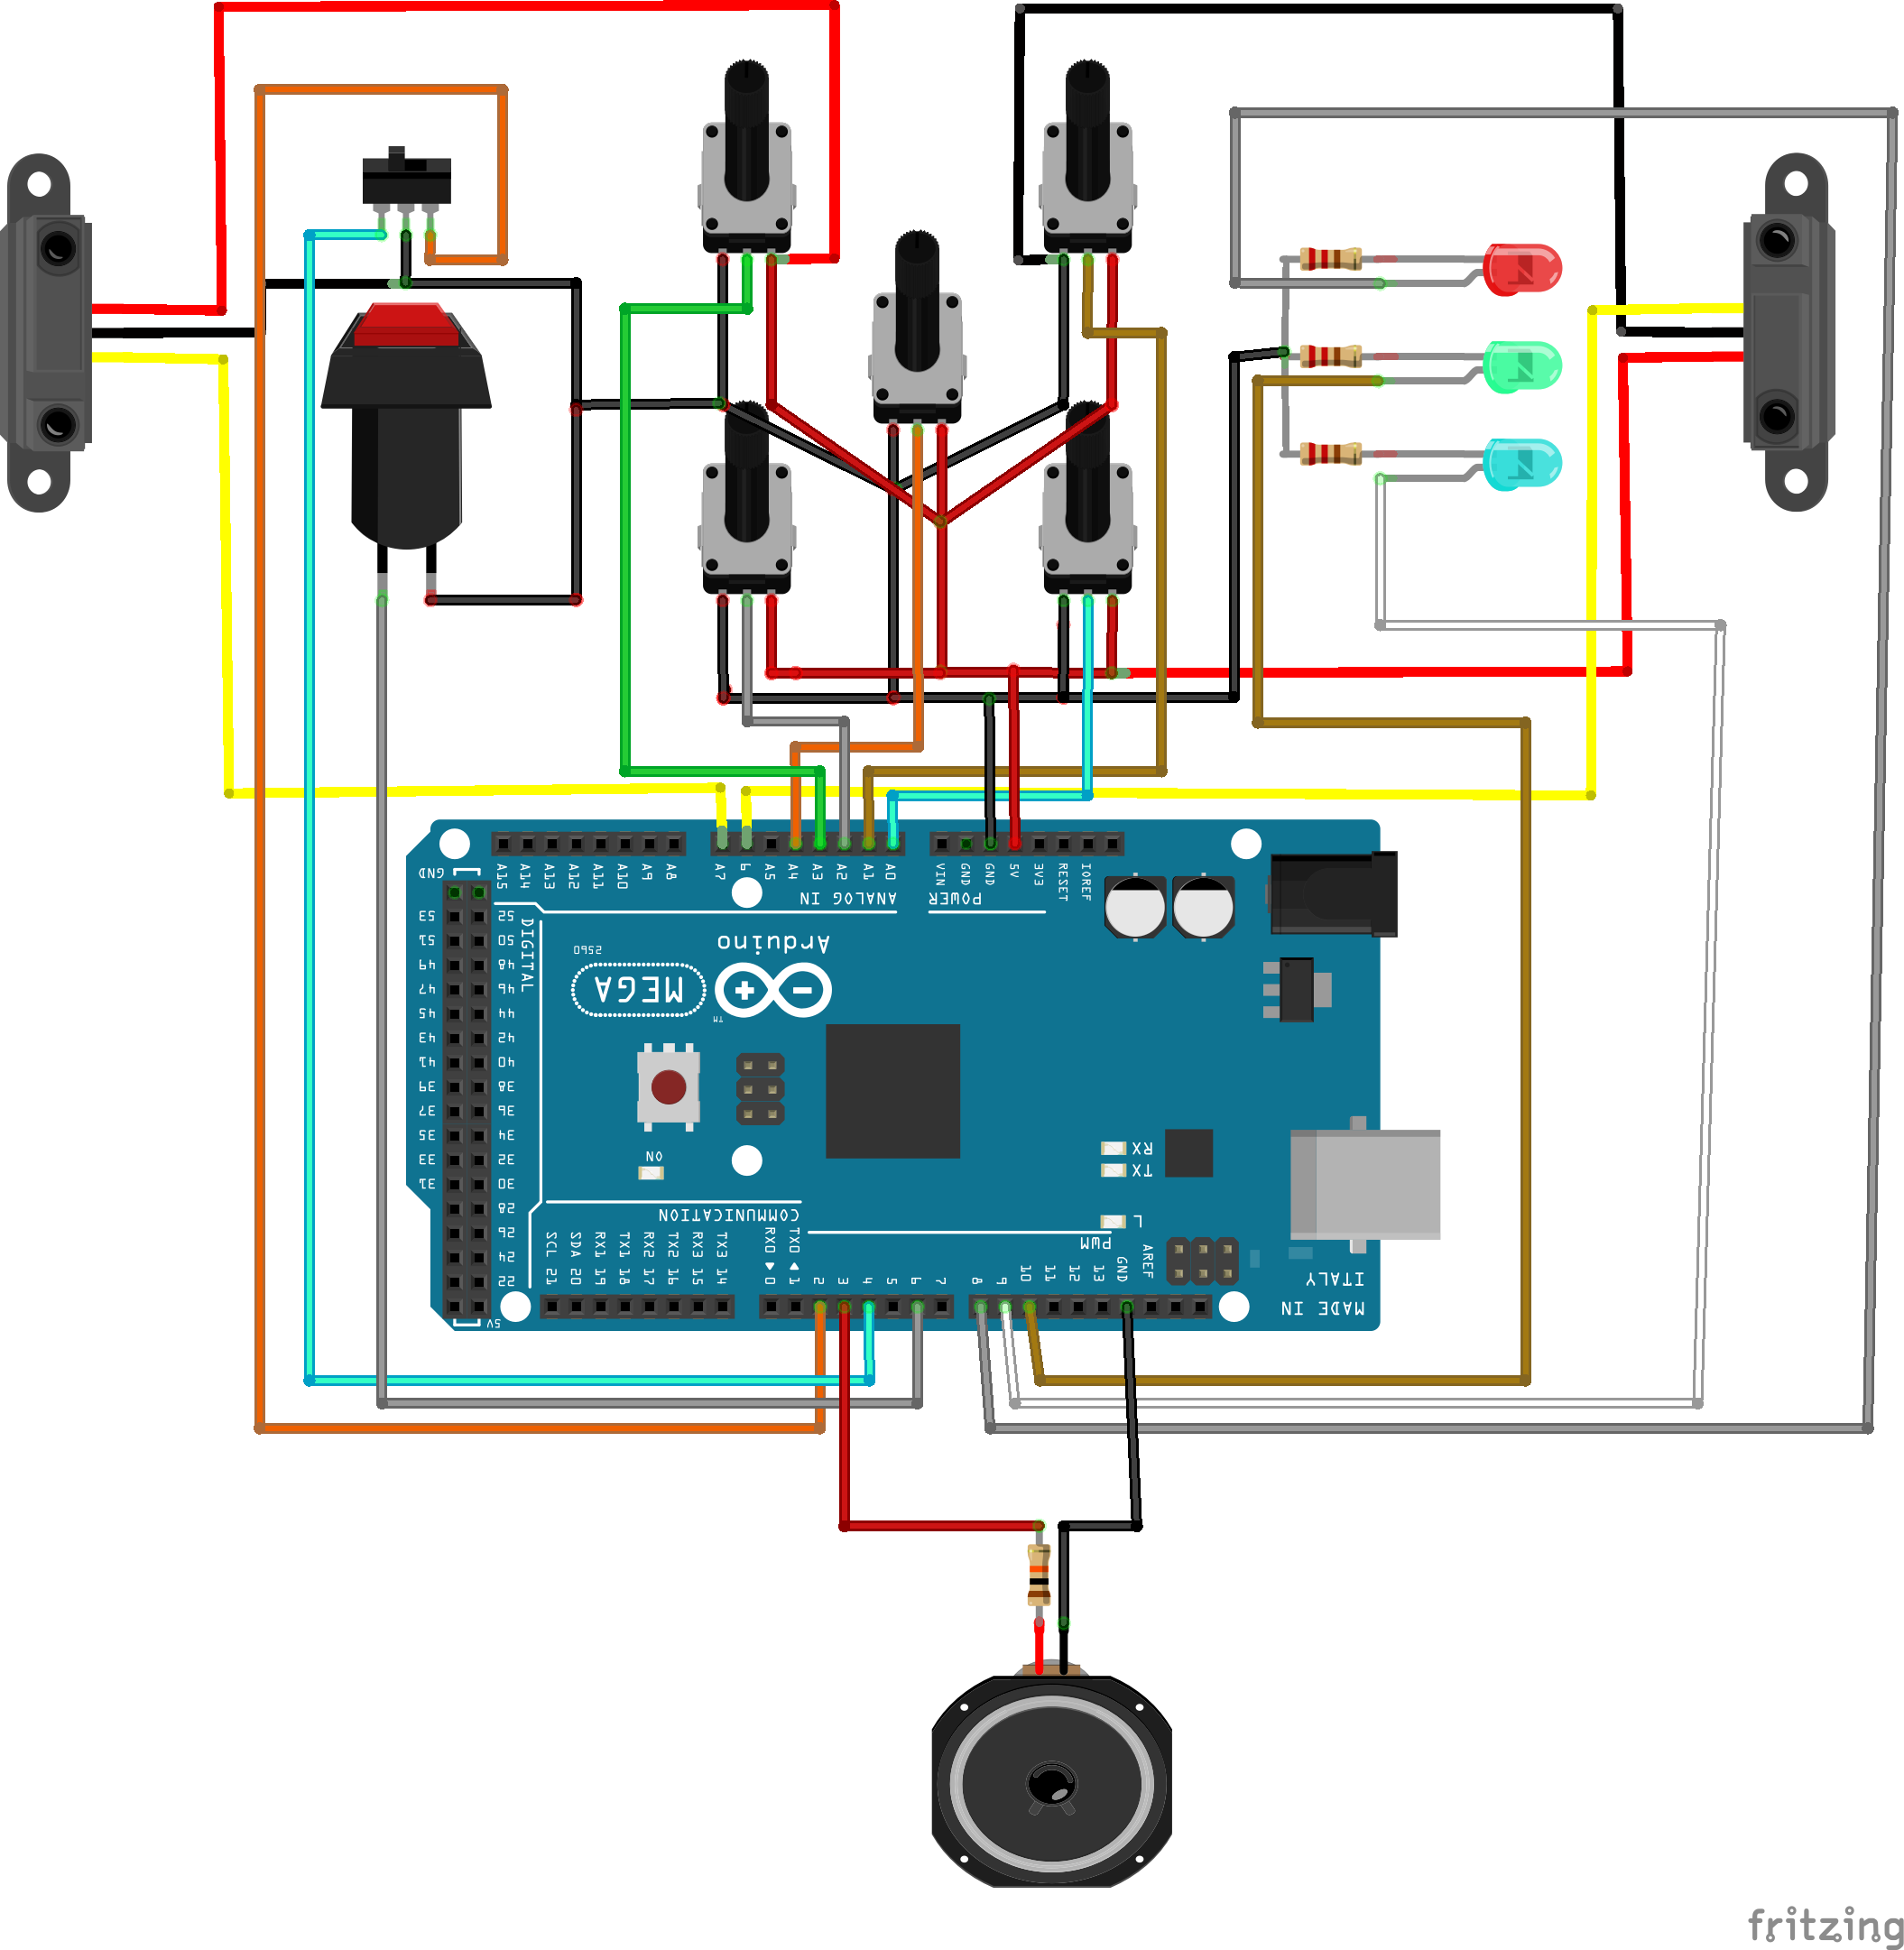 A15
A14
A13
A12
A11
A10
A9
A8
A7
6
A5
A4
A3
A2
A1
A0
VIN
GND
GND
5V
3V3
RESET
IOREF
GND
ANALOG IN
POWER
53
52
51
50
49
48
47
46
45
44
43
42
41
40
39
38
37
36
35
34
33
32
31
30
28
26
24
22
5V
DIGITAL
2560
Arduino
MEGA
TM
ON
RX
TX
L
COMMUNICATION
PWM
SCL 21
SDA 20
RX1 19
TX1 18
RX2 17
TX2 16
RX3 15
TX3 14
RX0 ◀ 0
TX0 ▶ 1
2
3
4
5
6
7
8
9
10
11
12
13
GND
AREF
MADE IN
ITALY
fritzing